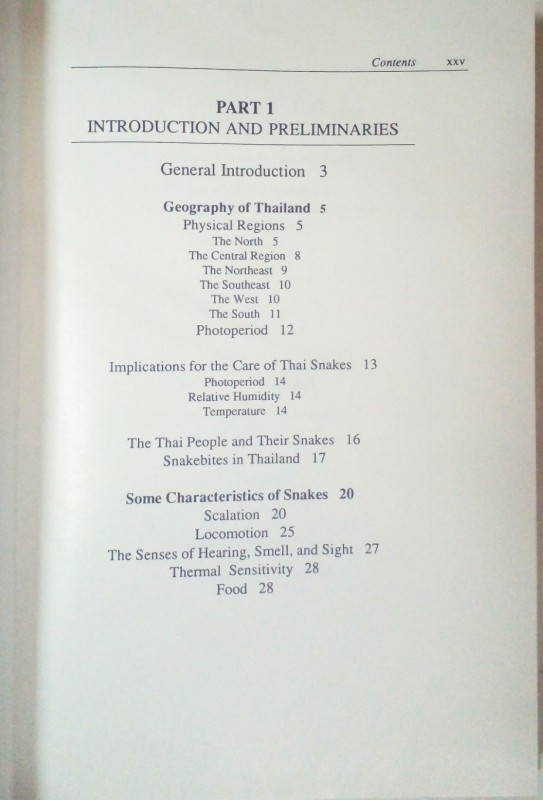 Contents xxv
PART 1
INTRODUCTION AND PRELIMINARIES
General Introduction 3
Geography of Thailand 5
Physical Regions 5
The North 5
The Central Region 8
The Northeast 9
The Southeast 10
The West 10
The South 11
Photoperiod 12
Implications for the Care of Thai Snakes 13
Photoperiod 14
Relative Humidity 14
Temperature 14
The Thai People and Their Snakes 16
Snakebites in Thailand 17
Some Characteristics of Snakes 20
Scalation 20
Locomotion 25
The Senses of Hearing, Smell, and Sight 27
Thermal Sensitivity 28
Food 28